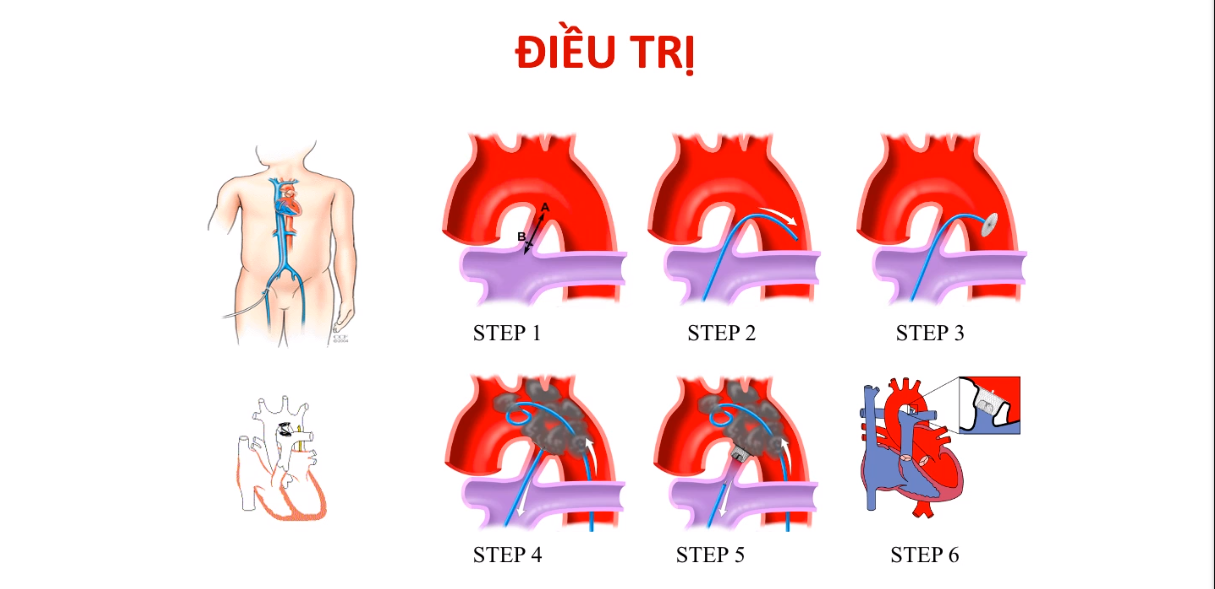 ĐIỀU TRỊ
A
B
STEP 1
STEP 2
STEP 3
STEP 4
STEP 5
STEP 6